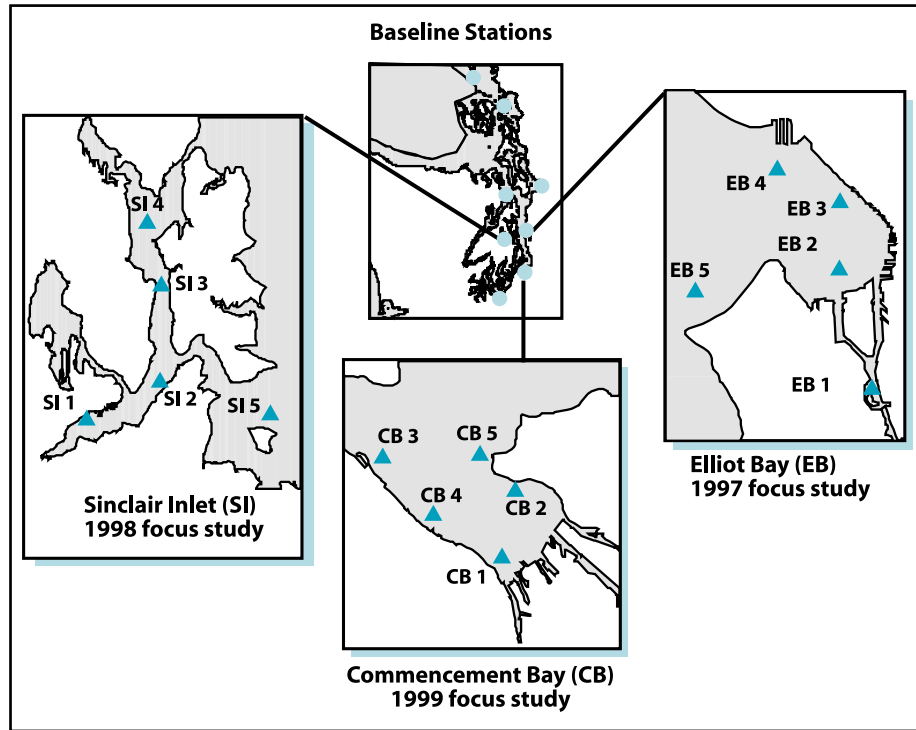 Baseline Stations
SI 4
SI 3
SI 1
SI 2
SI 5
Sinclair Inlet (SI)
1998 focus study
CB 3
CB 5
CB 4
CB 2
CB 1
Commencement Bay (CB)
1999 focus study
EB 4
EB 3
EB 2
EB 5
EB 1
Elliot Bay (EB)
1997 focus study